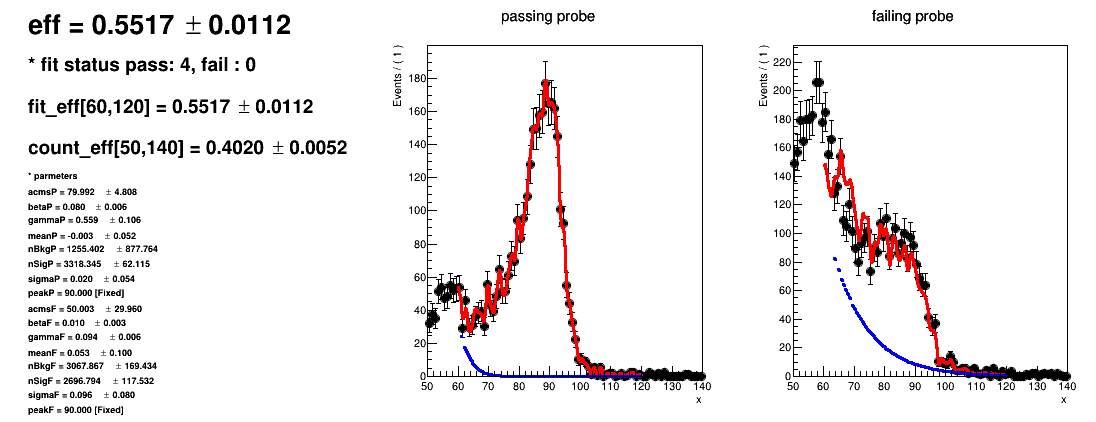 eff = 0.5517 ± 0.0112
* fit status pass: 4, fail : 0
fit_eff[60,120] = 0.5517 ± 0.0112
count_eff[50,140] = 0.4020 ± 0.0052
* parmeters
acmsP = 79.992 ± 4.808
betaP = 0.080 ± 0.006
gammaP = 0.559 ± 0.106
meanP = -0.003 ± 0.052
nBkgP = 1255.402 ± 877.764
nSigP = 3318.345 ± 62.115
sigmaP = 0.020 ± 0.054
peakP = 90.000 [Fixed]
acmsF = 50.003 ± 29.960
betaF = 0.010 ± 0.003
gammaF = 0.094 ± 0.006
meanF = 0.053 ± 0.100
nBkgF = 3067.867 ± 169.434
nSigF = 2696.794 ± 117.532
sigmaF = 0.096 ± 0.080
peakF = 90.000 [Fixed]
passing probe
Events / ( 1 )
180
160
140
120
100
80
60
40
20
0
50 60 70 80 90 100 110 120 130 140
x
failing probe
Events / ( 1 )
220
200
180
160
140
120
100
80
60
40
20
0
50 60 70 80 90 100 110 120 130 140
x